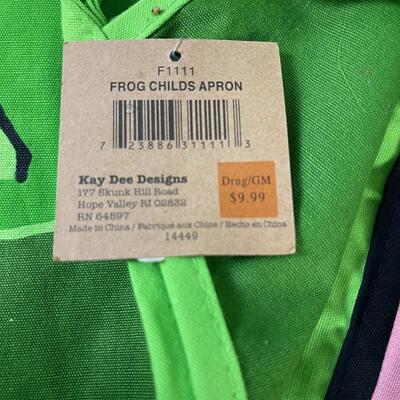 F1111
FROG CHILDS APRON
7 23886 31111 3
Kay Dee Designs
177 Skunk Hill Road
Hope Valley RI 02832
RN 64597
Made in China / Fabriqué aux Chine / Hecho en China
14449
Drug/GM
$9.99